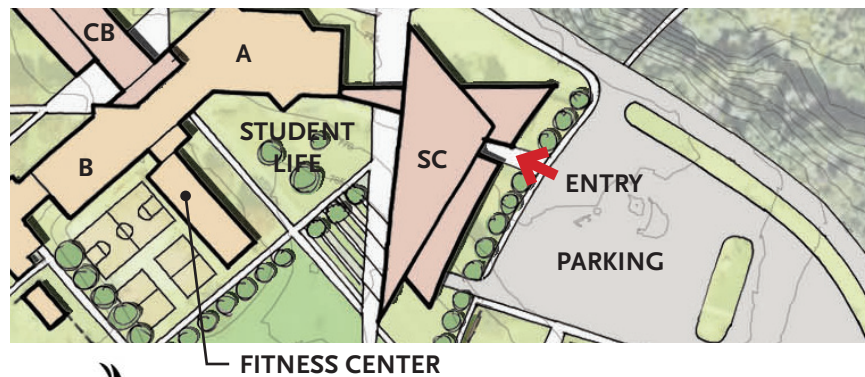 CB
A
STUDENT
LIFE
B
SC
ENTRY
PARKING
FITNESS CENTER